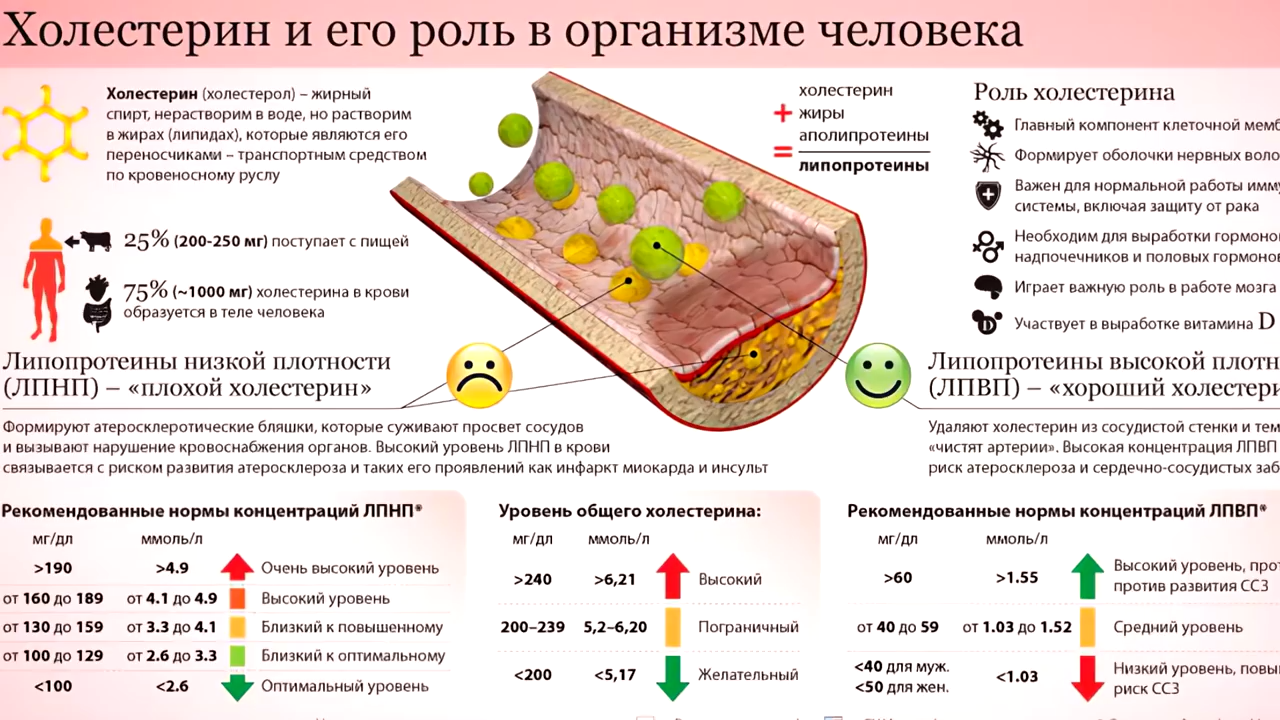 Холестерин и его роль в организме человека
Холестерин (холестерол) – жирный
спирт, нерастворим в воде, но растворим
в жирах (липидах), которые являются его
переносчиками – транспортным средством
по кровеносному руслу
25% (200-250 мг) поступает с пищей
75% (~1000 мг) холестерина в крови
образуется в теле человека
холестерин
+ жиры
аполипротеины
= липопротеины
Роль холестерина
Главный компонент клеточной
Формирует оболочки нервных
Важен для нормальной работы
системы, включая защиту от рака
Необходим для выработки
надпочечников и половых
Играет важную роль в работе мозга
D
Участвует в выработке витамина D
Липопротеины низкой плотности
(ЛПНП) – «плохой холестерин»
Формируют атеросклеротические бляшки, которые суживают просвет сосудов
и вызывают нарушение кровоснабжения органов. Высокий уровень ЛПНП в крови
связывается с риском развития атеросклероза и таких его проявлений как инфаркт миокарда и инсульт
Липопротеины высокой
(ЛПВП) – «хороший
Удаляют холестерин из сосудистой стенки и
«чистят артерии». Высокая концентрация ЛПВП
риск атеросклероза и сердечно-сосудистых
Рекомендованные нормы концентраций ЛПНП*
мг/дл ммоль/л
>190 >4.9 Очень высокий уровень
от 160 до 189 от 4.1 до 4.9 Высокий уровень
от 130 до 159 от 3.3 до 4.1 Близкий к повышенному
от 100 до 129 от 2.6 до 3.3 Близкий к оптимальному
<100 <2.6 Оптимальный уровень
Уровень общего холестерина:
мг/дл ммоль/л
>240 >6,21 Высокий
200–239 5,2–6,20 Пограничный
<200 <5,17 Желательный
Рекомендованные нормы концентраций ЛПВП*
мг/дл ммоль/л
>60 >1.55 Высокий уровень,
против развития ССЗ
от 40 до 59 от 1.03 до 1.52 Средний уровень
<40 для муж.
<50 для жен.
<1.03 Низкий уровень,
риск ССЗ